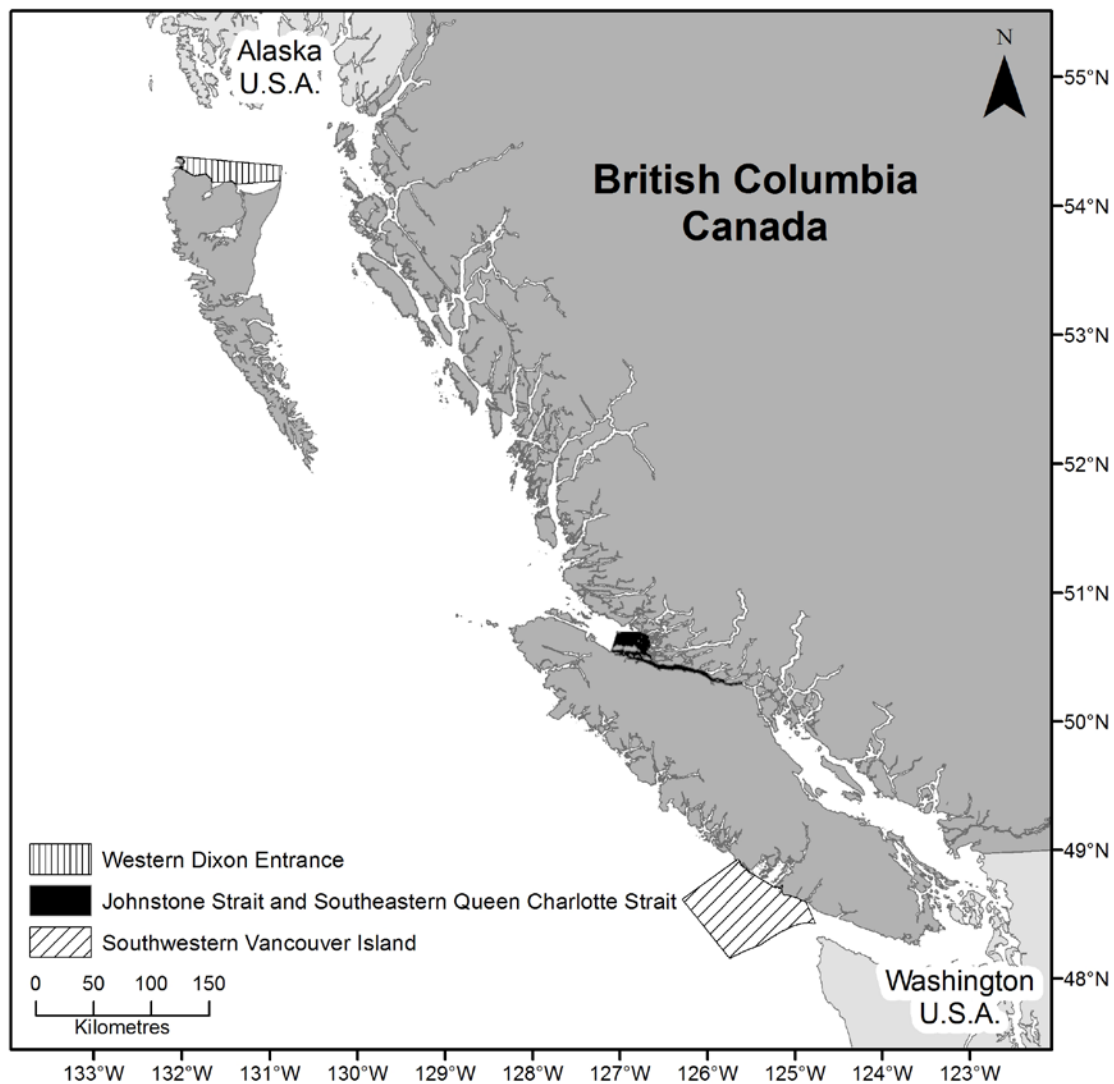 Alaska
U.S.A.
N
55°N
British Columbia
Canada
54°N
53°N
52°N
51°N
50°N
49°N
48°N
Western Dixon Entrance
Johnstone Strait and Southeastern Queen Charlotte Strait
Southwestern Vancouver Island
0 50 100 150
Kilometres
Washington
U.S.A.
133°W 132°W 131°W 130°W 129°W 128°W 127°W 126°W 125°W 124°W 123°W